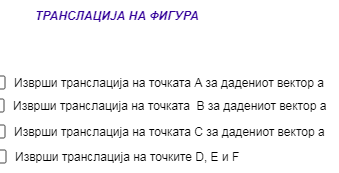 ТРАНСЛАЦИЈА НА ФИГУРА
Изврши транслација на точката А за дадениот вектор а
Изврши транслација на точката В за дадениот вектор а
Изврши транслација на точката С за дадениот вектор а
Изврши транслација на точките D, E и F